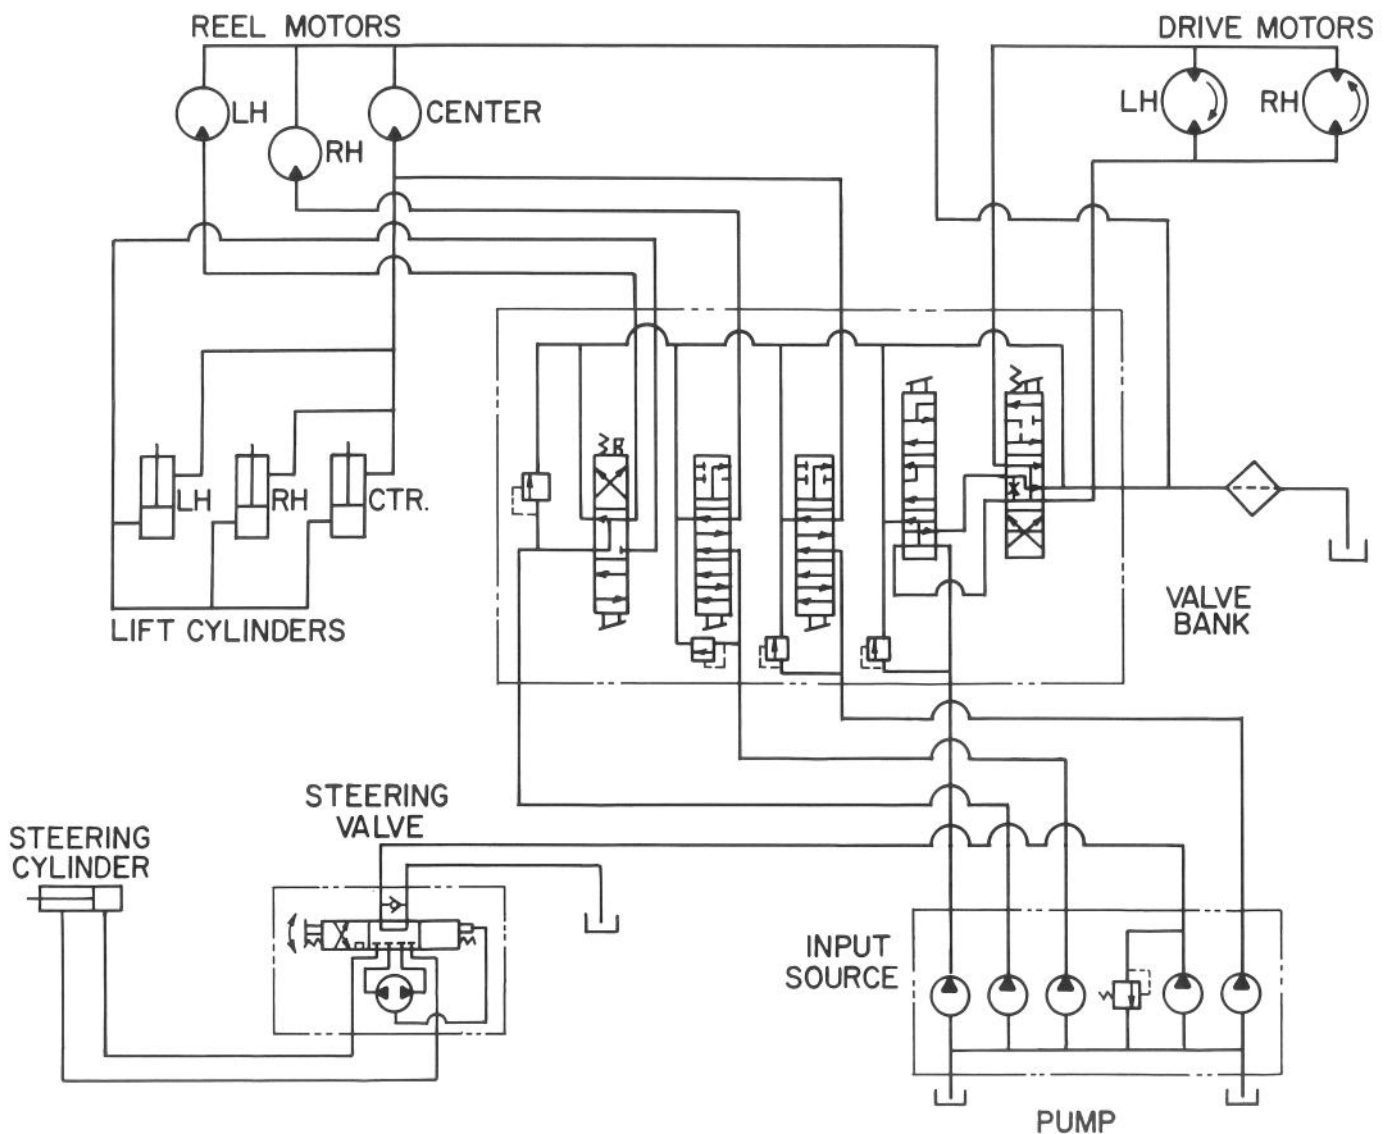 REEL MOTORS
DRIVE MOTORS
LH
RH
CENTER
LH
RH
LH
RH
CTR.
LIFT CYLINDERS
VALVE
BANK
STEERING
VALVE
STEERING
CYLINDER
INPUT
SOURCE
PUMP